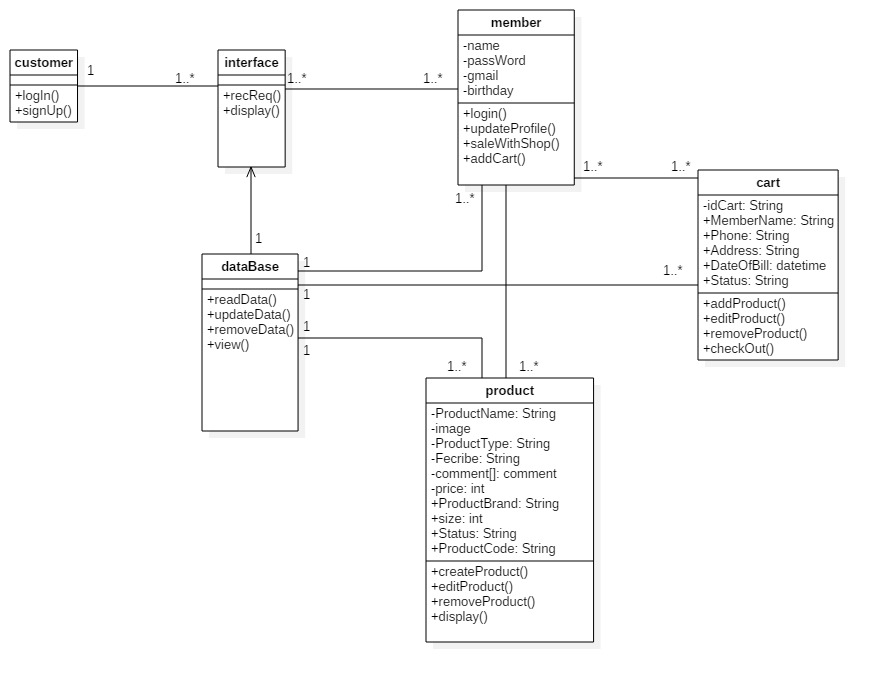 customer
+logIn()
+signUp()
1
1..*
interface
+recReq()
+display()
1..*
1..*
member
-name
-passWord
-gmail
-birthday
+login()
+updateProfile()
+saleWithShop()
+addCart()
1..*
1..*
1..*
cart
-idCart: String
+MemberName: String
+Phone: String
+Address: String
+DateOfBill: datetime
+Status: String
+addProduct()
+editProduct()
+removeProduct()
+checkOut()
1
dataBase
+readData()
+updateData()
+removeData()
+view()
1
1
1..*
1
1
1..*
1..*
product
-ProductName: String
-image
-ProductType: String
-Fecribe: String
-comment[]: comment
-price: int
+ProductBrand: String
+size: int
+Status: String
+ProductCode: String
+createProduct()
+editProduct()
+removeProduct()
+display()